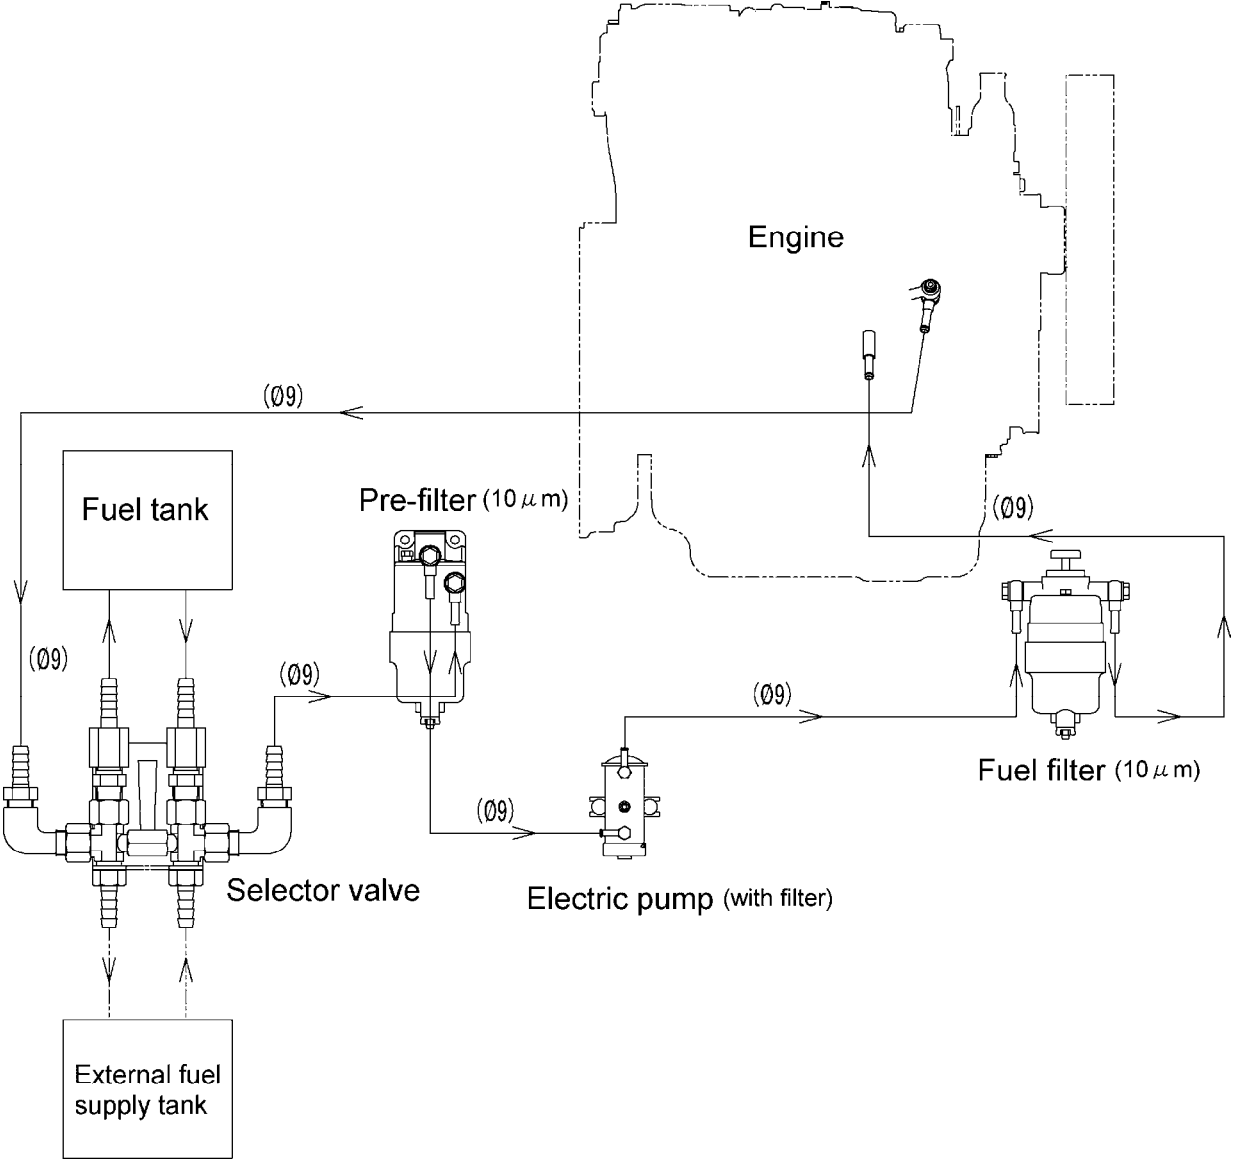 Engine
(Ø9)
Fuel tank
Pre-filter (10μm)
(Ø9)
(Ø9)
(Ø9)
(Ø9)
Fuel filter (10μm)
(Ø9)
Selector valve
Electric pump (with filter)
External fuel
supply tank